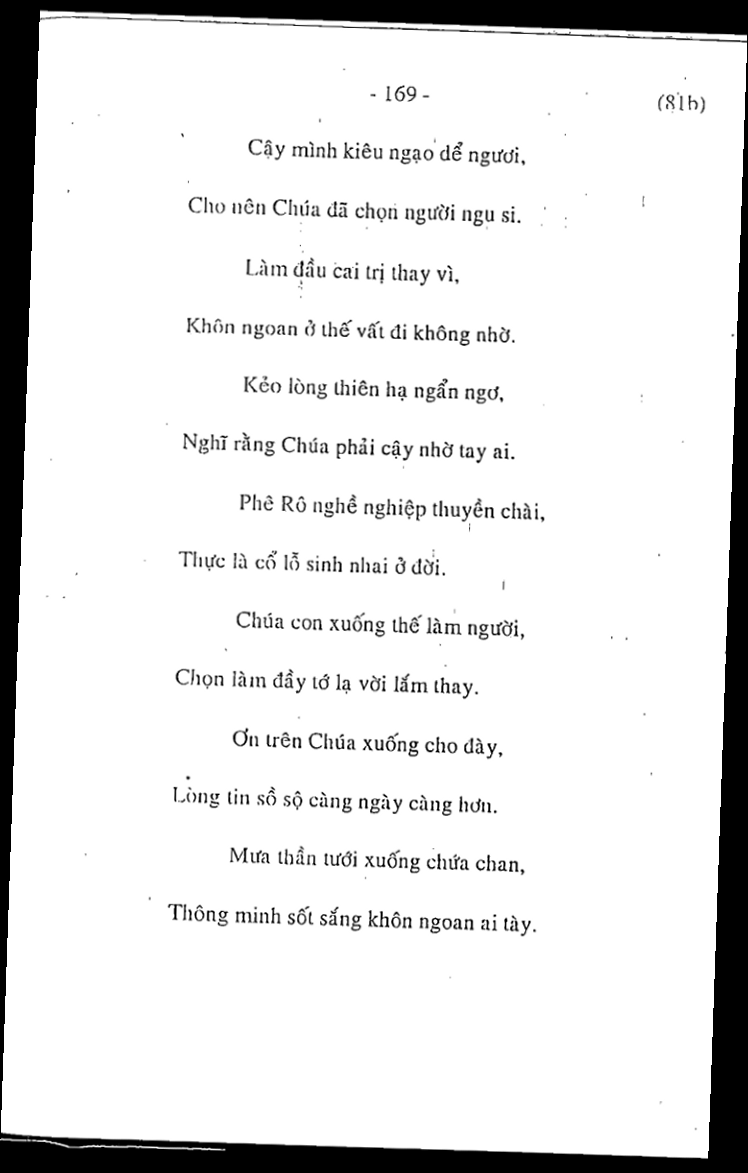 - 169 -
(81b)
Cậy mình kiêu ngạo dể ngươi,
Cho nên Chúa đã chọn người ngu si.
Làm đầu cai trị thay vì,
Khôn ngoan ở thế vất đi không nhờ.
Kẻo lòng thiên hạ ngẩn ngơ,
Nghĩ rằng Chúa phải cậy nhờ tay ai.
Phê Rô nghề nghiệp thuyền chài,
Thực là cổ lỗ sinh nhai ở đời.
Chúa con xuống thế làm người,
Chọn làm đầy tớ lạ vời lắm thay.
Ơn trên Chúa xuống cho dày,
Lòng tin sồ sộ càng ngày càng hơn.
Mưa thần tưới xuống chứa chan,
Thông minh sốt sắng khôn ngoan ai tày.